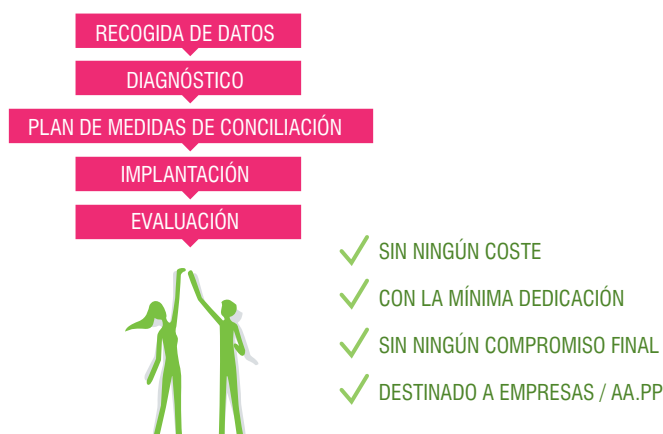 RECOGIDA DE DATOS
DIAGNÓSTICO
PLAN DE MEDIDAS DE CONCILIACIÓN
IMPLANTACIÓN
EVALUACIÓN
SIN NINGÚN COSTE
CON LA MÍNIMA DEDICACIÓN
SIN NINGÚN COMPROMISO FINAL
DESTINADO A EMPRESAS / AA.PP